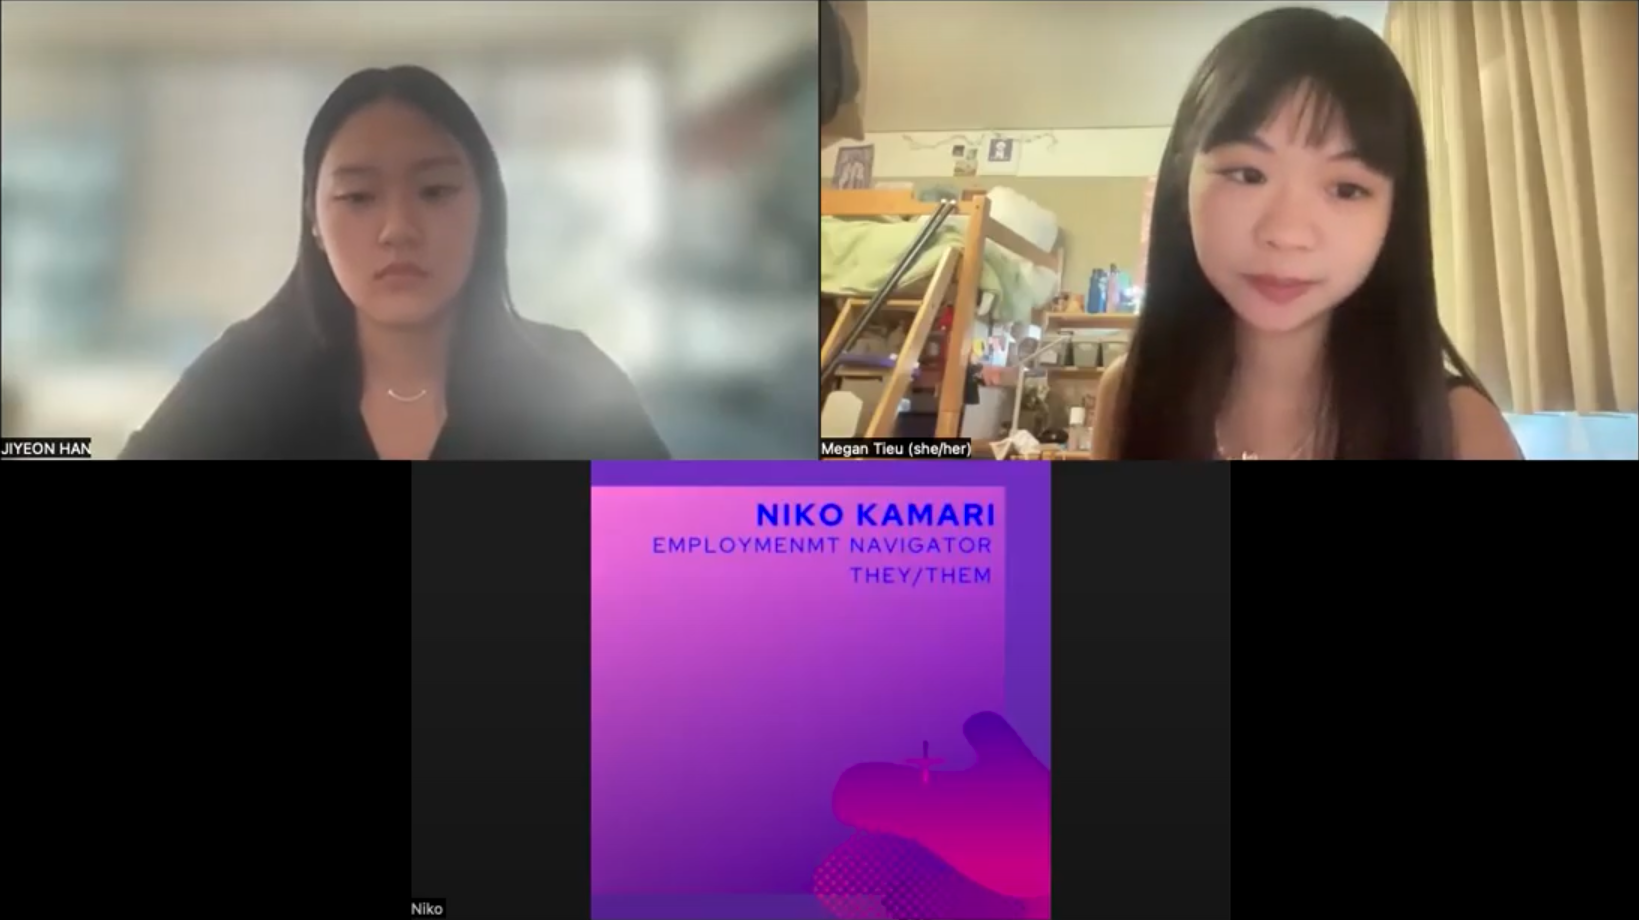 JIYEON HAN
Megan Tieu (she/her)
NIKO KAMARI
EMPLOYMENMT NAVIGATOR
THEY/THEM
Niko